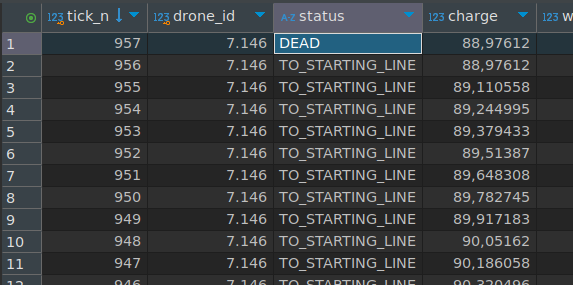 123 tick_n 123 drone_id A-Z status 123 charge 123 w
1 957 7.146 DEAD 88,97612
2 956 7.146 TO_STARTING_LINE 88,97612
3 955 7.146 TO_STARTING_LINE 89,110558
4 954 7.146 TO_STARTING_LINE 89,244995
5 953 7.146 TO_STARTING_LINE 89,379433
6 952 7.146 TO_STARTING_LINE 89,51387
7 951 7.146 TO_STARTING_LINE 89,648308
8 950 7.146 TO_STARTING_LINE 89,782745
9 949 7.146 TO_STARTING_LINE 89,917183
10 948 7.146 TO_STARTING_LINE 90,05162
11 947 7.146 TO_STARTING_LINE 90,186058
12 946 7.146 TO_STARTING_LINE 90,320496